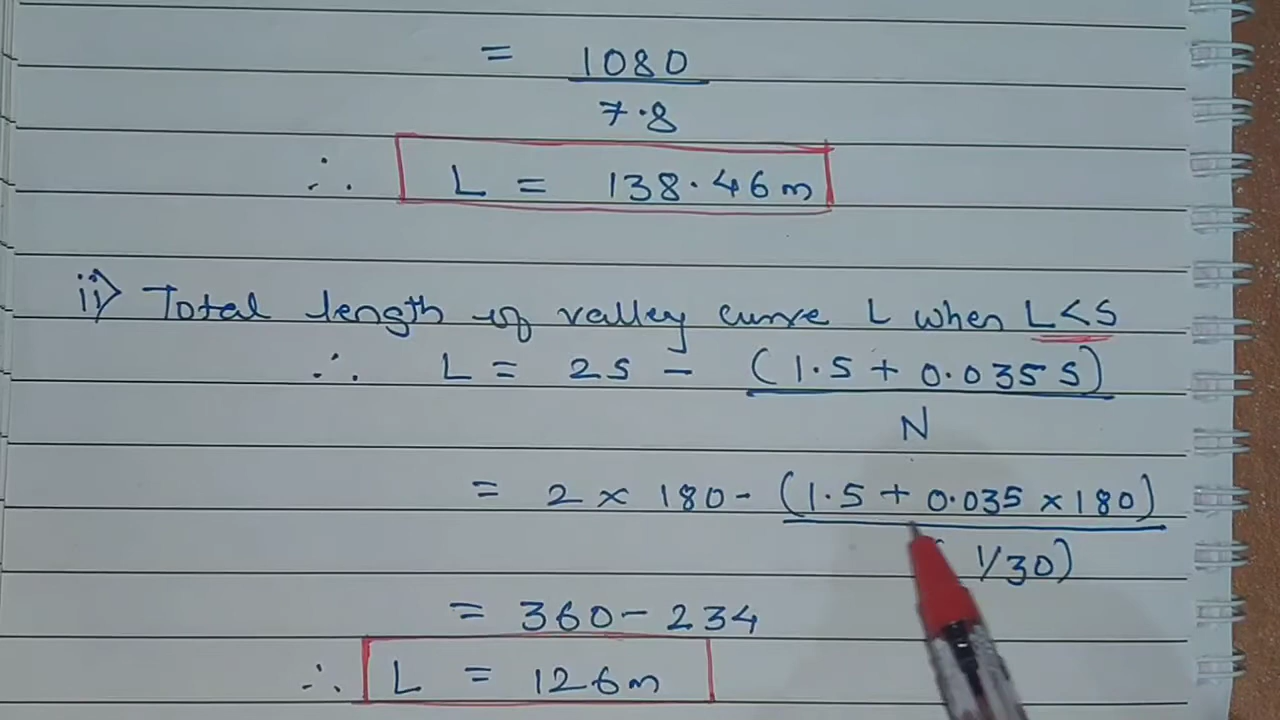 = 1080
7.8
∴ L = 138.46m
ii) Total length of valley curve L when L<S
∴ L = 2S - (1.5 + 0.035 S)
N
= 2 × 180 - (1.5 + 0.035 × 180)
( 1/30)
= 360 - 234
∴ L = 126m